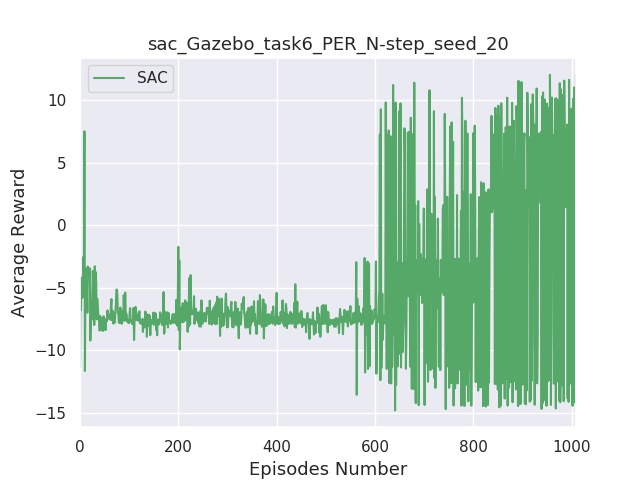 sac_Gazebo_task6_PER_N-step_seed_20
SAC
10
5
0
−5
−10
−15
Average Reward
0 200 400 600 800 1000
Episodes Number